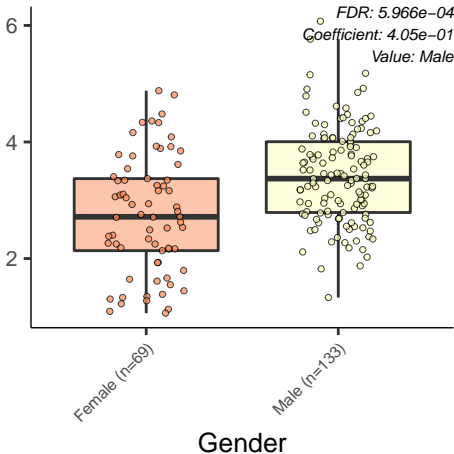 FDR: 5.966e−04
Coefficient: 4.05e−01
Value: Male
6
4
2
Female (n=69)
Male (n=133)
Gender